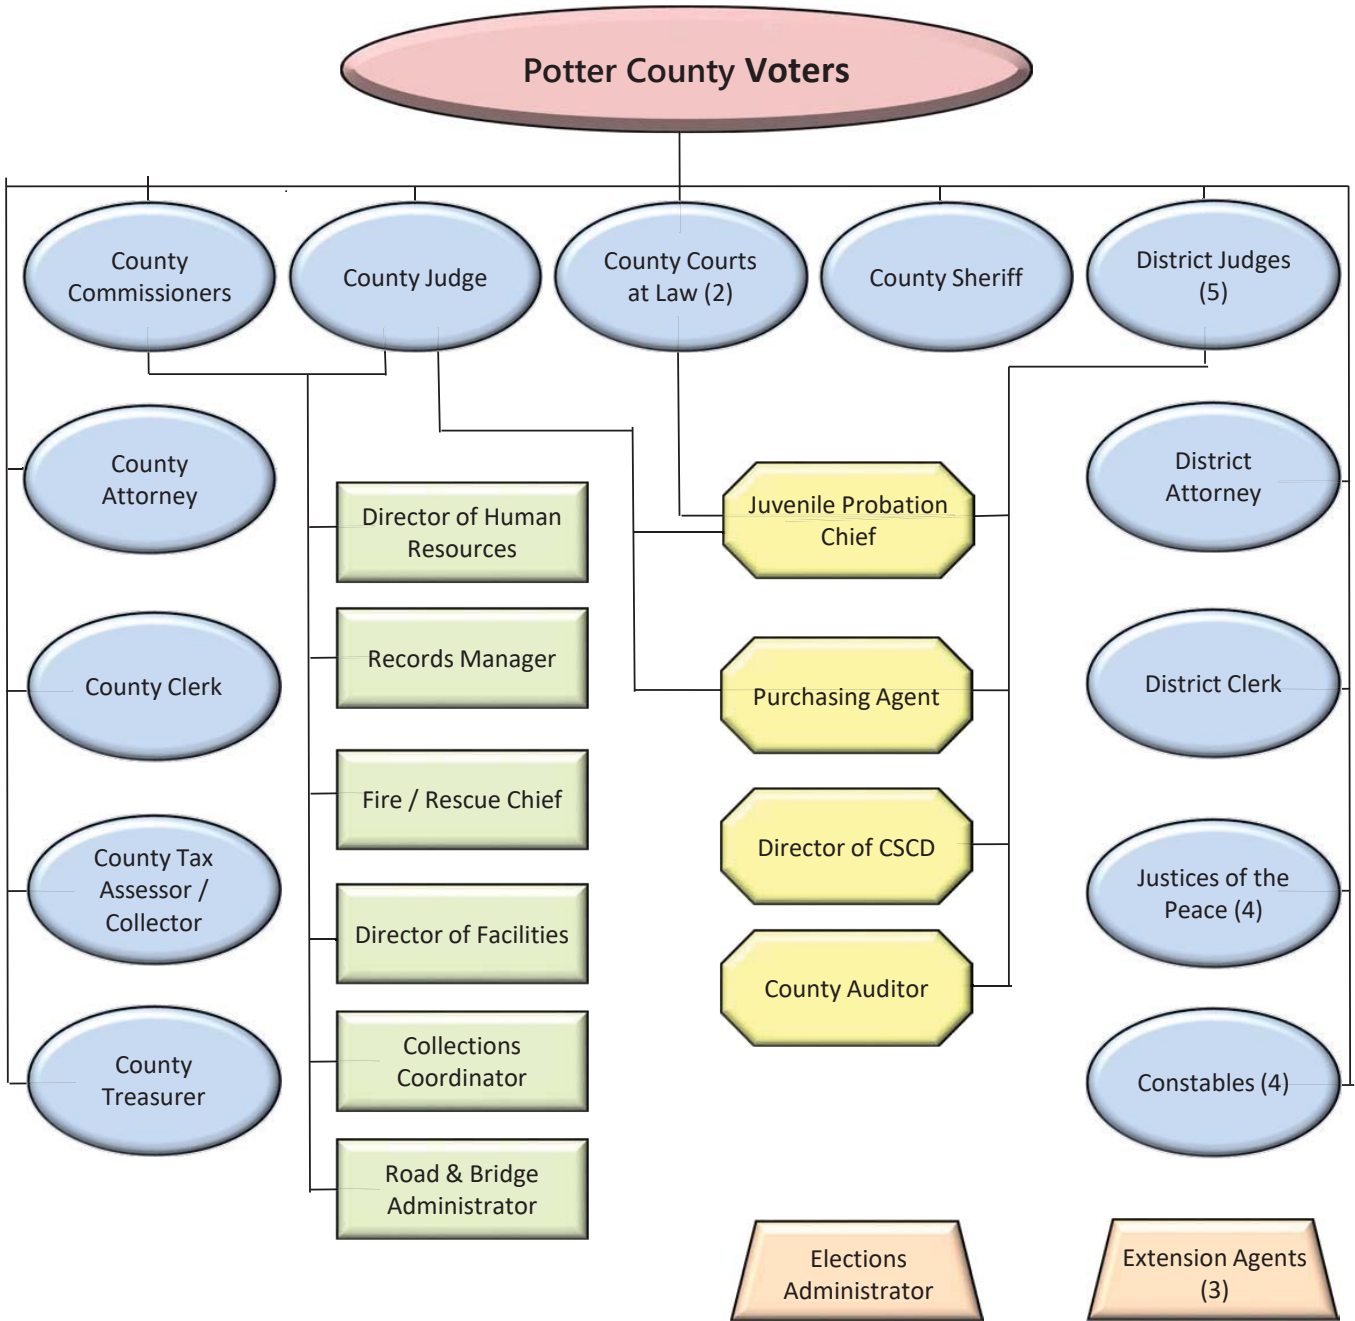 Potter County Voters
County
Commissioners
County Judge
County Courts
at Law (2)
County Sheriff
District Judges
(5)
County
Attorney
Director of Human
Resources
Juvenile Probation
Chief
District
Attorney
County Clerk
Records Manager
Purchasing Agent
District Clerk
Fire / Rescue Chief
Director of CSCD
County Tax
Assessor /
Collector
Director of Facilities
County Auditor
Justices of the
Peace (4)
County
Treasurer
Collections
Coordinator
Constables (4)
Road & Bridge
Administrator
Elections
Administrator
Extension Agents
(3)